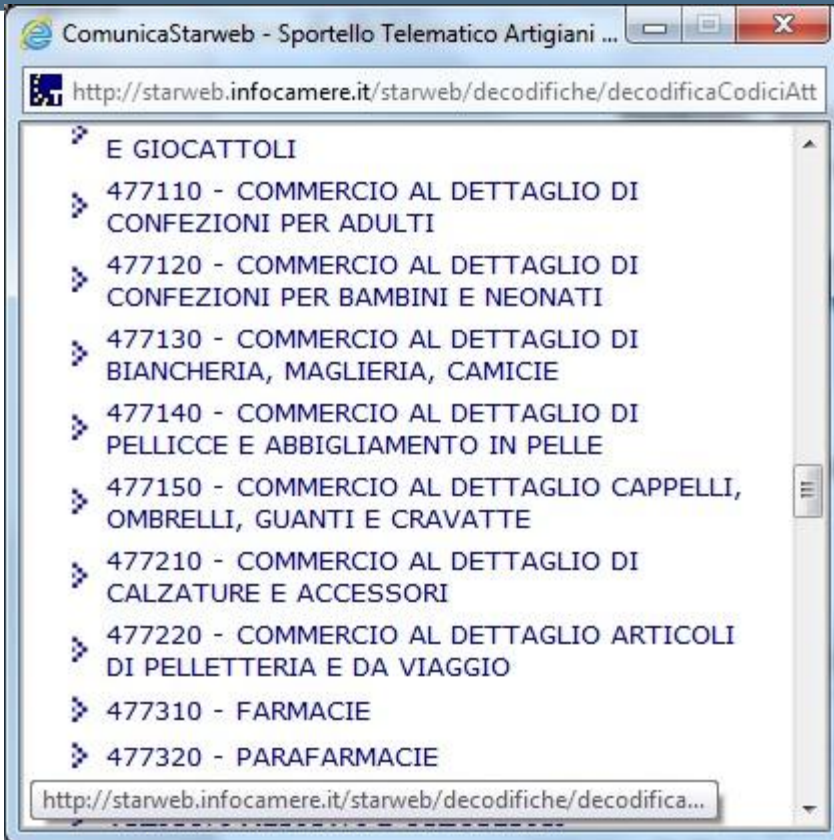 ComunicaStarweb - Sportello Telematico Artigiani ...
http://starweb.infocamere.it/starweb/decodifiche/decodificaCodiciAtt
E GIOCATTOLI
477110 - COMMERCIO AL DETTAGLIO DI
CONFEZIONI PER ADULTI
477120 - COMMERCIO AL DETTAGLIO DI
CONFEZIONI PER BAMBINI E NEONATI
477130 - COMMERCIO AL DETTAGLIO DI
BIANCHERIA, MAGLIERIA, CAMICIE
477140 - COMMERCIO AL DETTAGLIO DI
PELLICCE E ABBIGLIAMENTO IN PELLE
477150 - COMMERCIO AL DETTAGLIO CAPPELLI,
OMBRELLI, GUANTI E CRAVATTE
477210 - COMMERCIO AL DETTAGLIO DI
CALZATURE E ACCESSORI
477220 - COMMERCIO AL DETTAGLIO ARTICOLI
DI PELLETTERIA E DA VIAGGIO
477310 - FARMACIE
477320 - PARAFARMACIE
http://starweb.infocamere.it/starweb/decodifiche/decodifica...